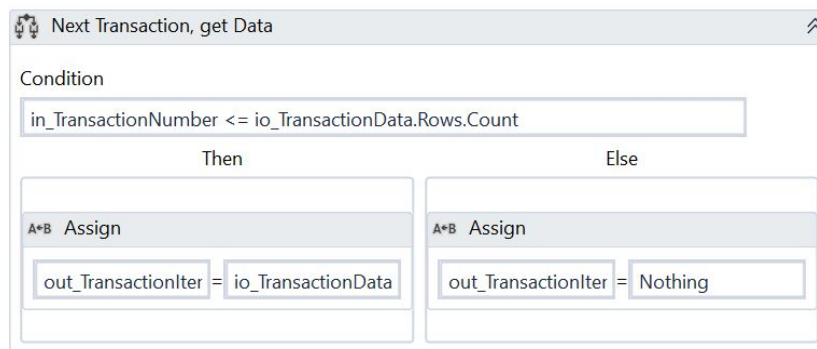 Next Transaction, get Data
Condition
in_TransactionNumber <= io_TransactionData.Rows.Count
Then
Else
A←B Assign
out_TransactionIter = io_TransactionData
A←B Assign
out_TransactionIter = Nothing